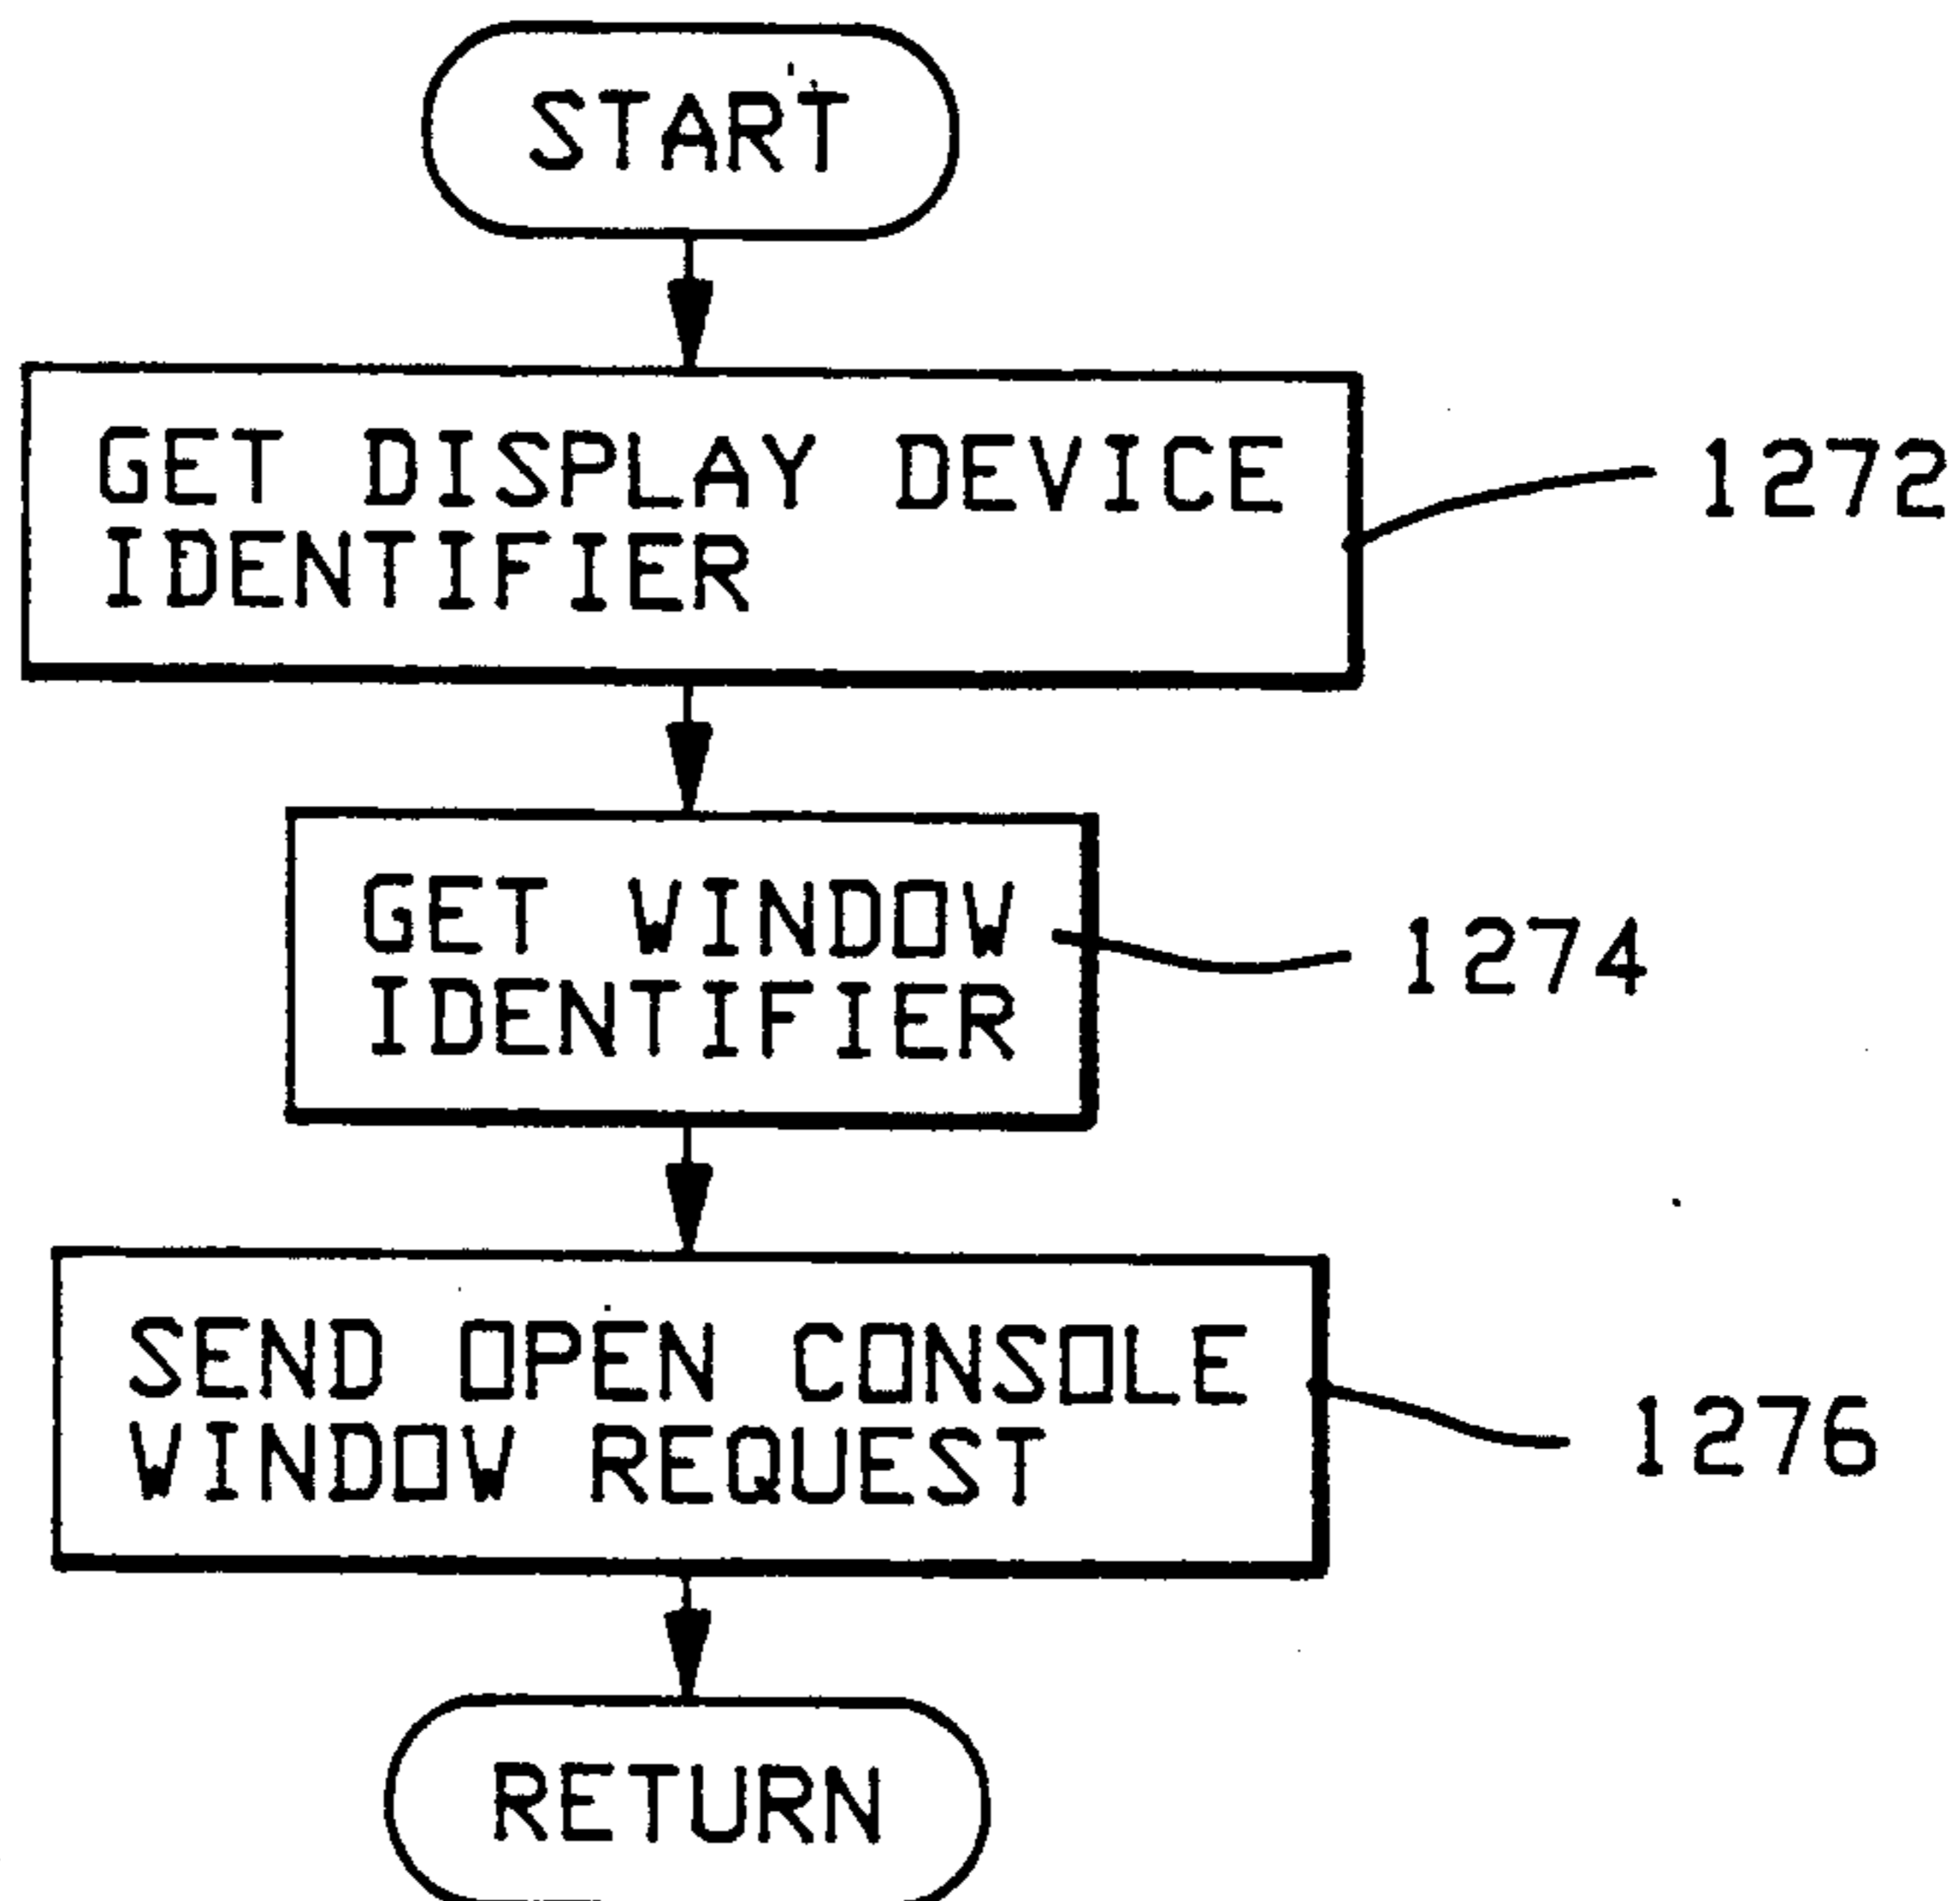 START
GET DISPLAY DEVICE
IDENTIFIER
1272
GET WINDOW
IDENTIFIER
1274
SEND OPEN CONSOLE
WINDOW REQUEST
1276
RETURN